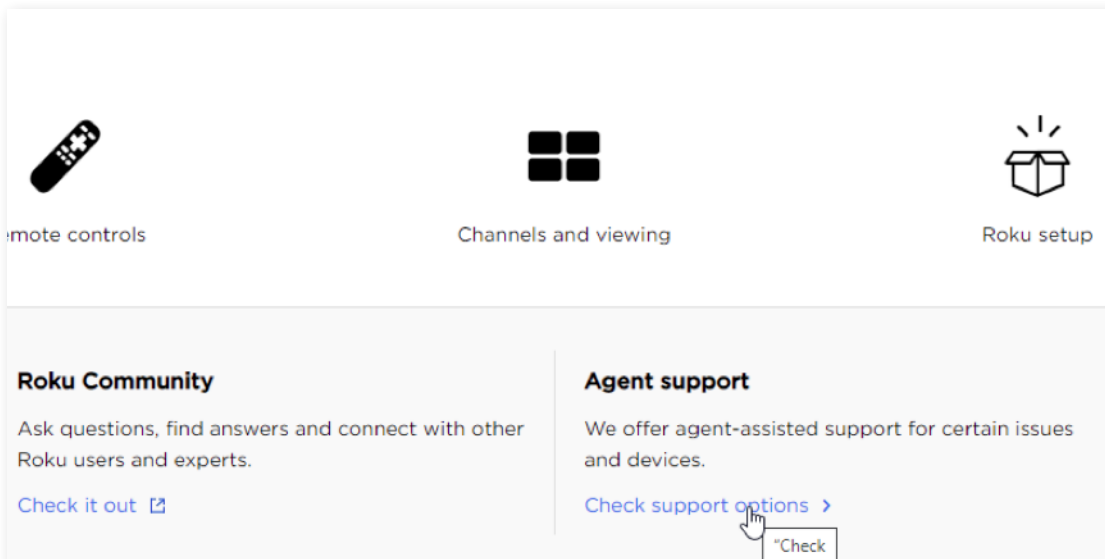 emote controls
Channels and viewing
Roku setup
Roku Community
Ask questions, find answers and connect with other
Roku users and experts.
Check it out
Agent support
We offer agent-assisted support for certain issues
and devices.
Check support options
"Check